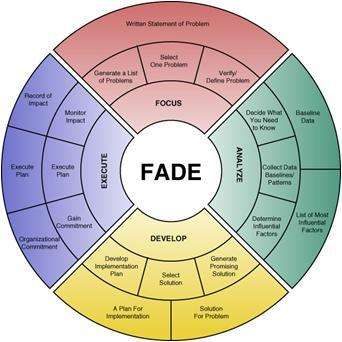 Written Statement of Problem
Generate a List
of Problems
Select
One Problem
Verify/
Define Problem
FOCUS
Record of
Impact
Monitor
Impact
Execute
Plan
Execute
Plan
EXECUTE
Gain
Commitment
Organizational
Commitment
FADE
ANALYZE
Decide What
You Need
to Know
Baseline
Data
Collect Data
Baselines/
Patterns
Determine
Influential
Factors
List of Most
Influential
Factors
DEVELOP
Develop
Implementation
Plan
Select
Solution
Generate
Promising
Solution
A Plan For
Implementation
Solution
For Problem